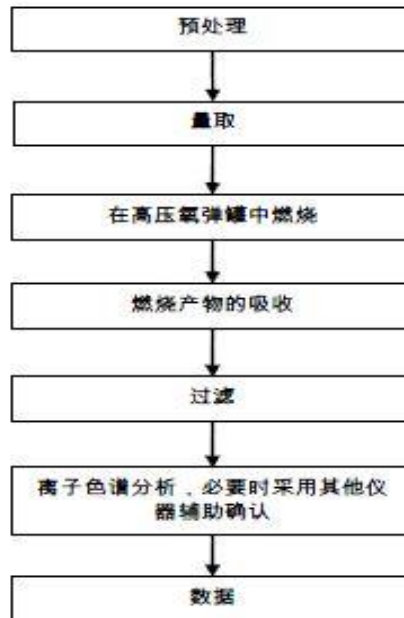 预处理
量取
在高压氧弹罐中燃烧
燃烧产物的吸收
过滤
离子色谱分析，必要时采用其他仪
器辅助确认
数据